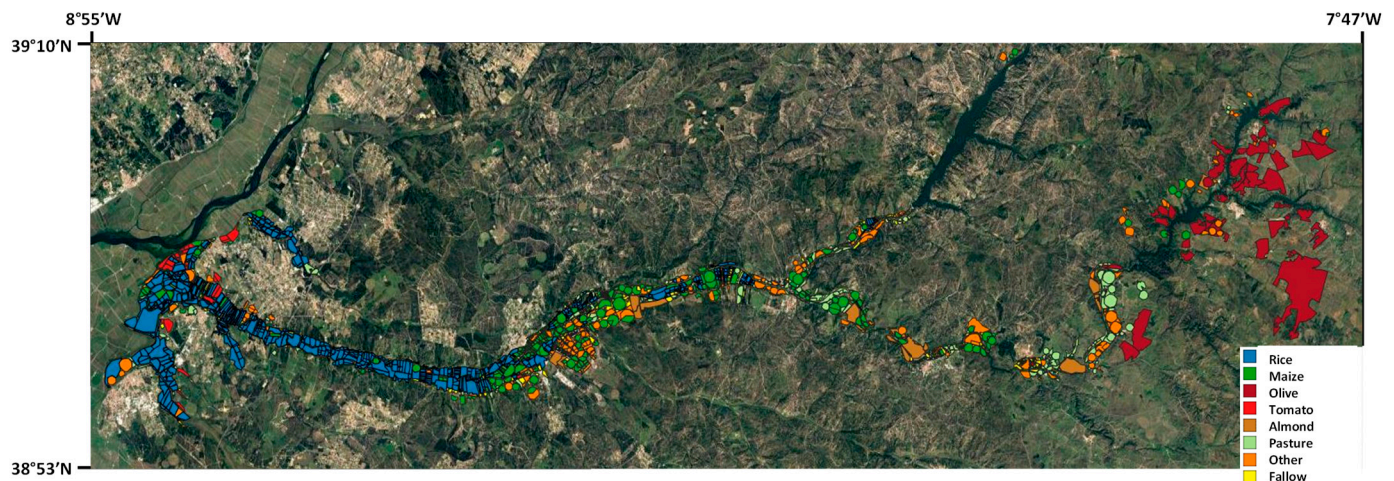 8°55’W
7°47’W
39°10’N
38°53’N
Rice
Maize
Olive
Tomato
Almond
Pasture
Other
Fallow